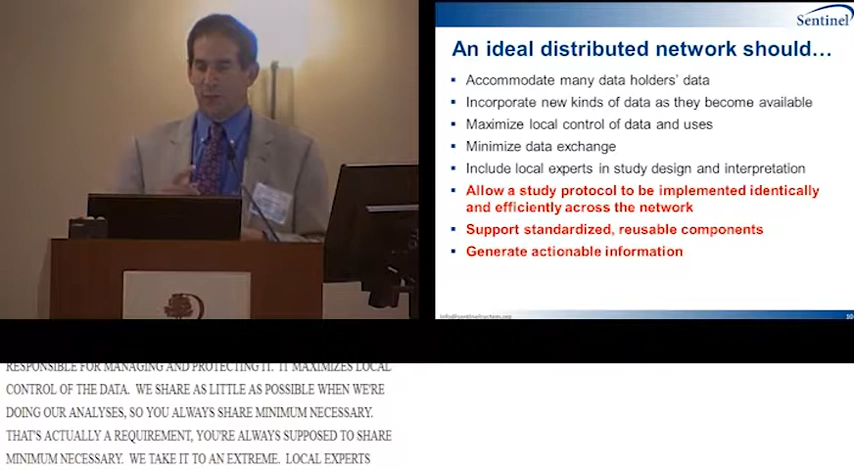 Sentinel
An ideal distributed network should…
Accommodate many data holders' data
Incorporate new kinds of data as they become available
Maximize local control of data and uses
Minimize data exchange
Include local experts in study design and interpretation
Allow a study protocol to be implemented identically
and efficiently across the network
Support standardized, reusable components
Generate actionable information
info@sentinelsystem.org
RESPONSIBLE FOR MANAGING AND PROTECTING IT. IT MAXIMIZES LOCAL
CONTROL OF THE DATA. WE SHARE AS LITTLE AS POSSIBLE WHEN WE'RE
DOING OUR ANALYSES, SO YOU ALWAYS SHARE MINIMUM NECESSARY.
THAT'S ACTUALLY A REQUIREMENT, YOU'RE ALWAYS SUPPOSED TO SHARE
MINIMUM NECESSARY. WE TAKE IT TO AN EXTREME. LOCAL EXPERTS